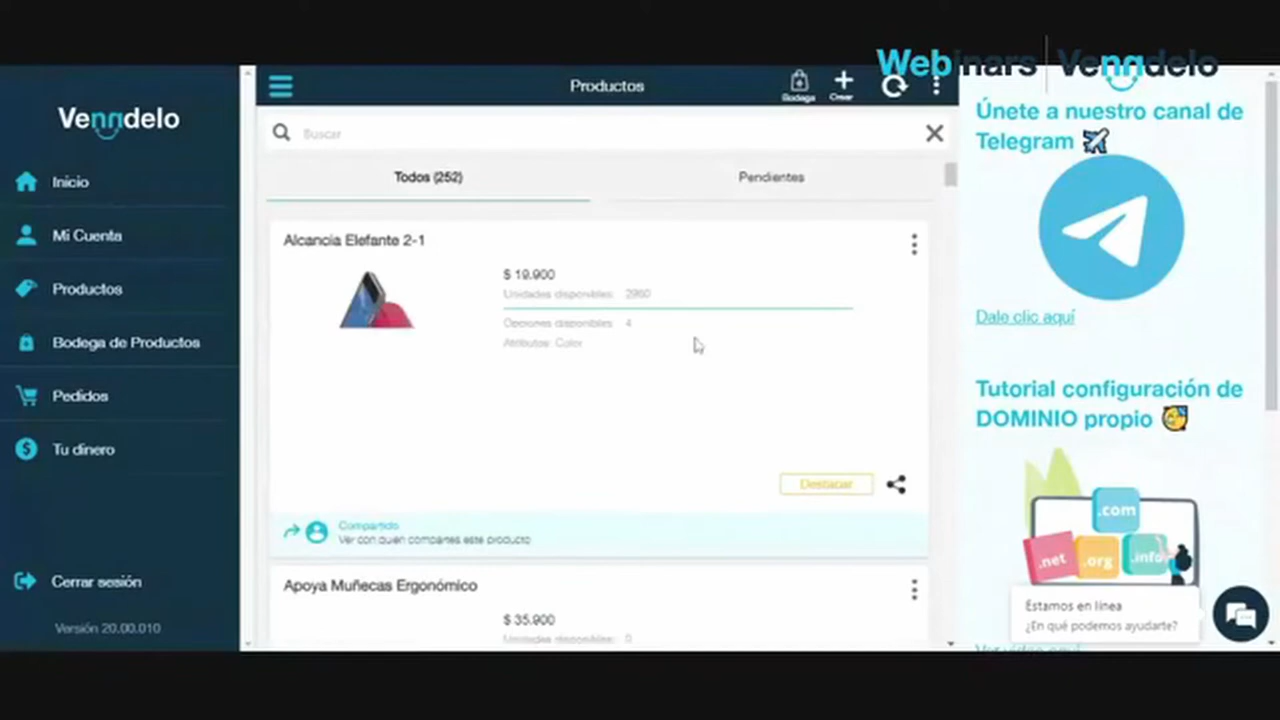 Webinars | Venndelo
Venndelo
Inicio
Mi Cuenta
Productos
Bodega de Productos
Pedidos
Tu dinero
Cerrar sesión
Versión 20.00.010
Productos
Bodega
Crear
Buscar
Todos (252)
Pendientes
Alcancia Elefante 2-1
$ 19.900
Unidades disponibles: 2960
Opciones disponibles: 4
Atributos: Color
Destacar
Compartido
Ver con quien compartes este producto
Apoya Muñecas Ergonómico
$ 35.900
Unidades disponibles: 0
Únete a nuestro canal de
Telegram
Dale clic aquí
Tutorial configuración de
DOMINIO propio
.com
.net
.org
.info
Estamos en línea
¿En qué podemos ayudarte?
Ver video aquí